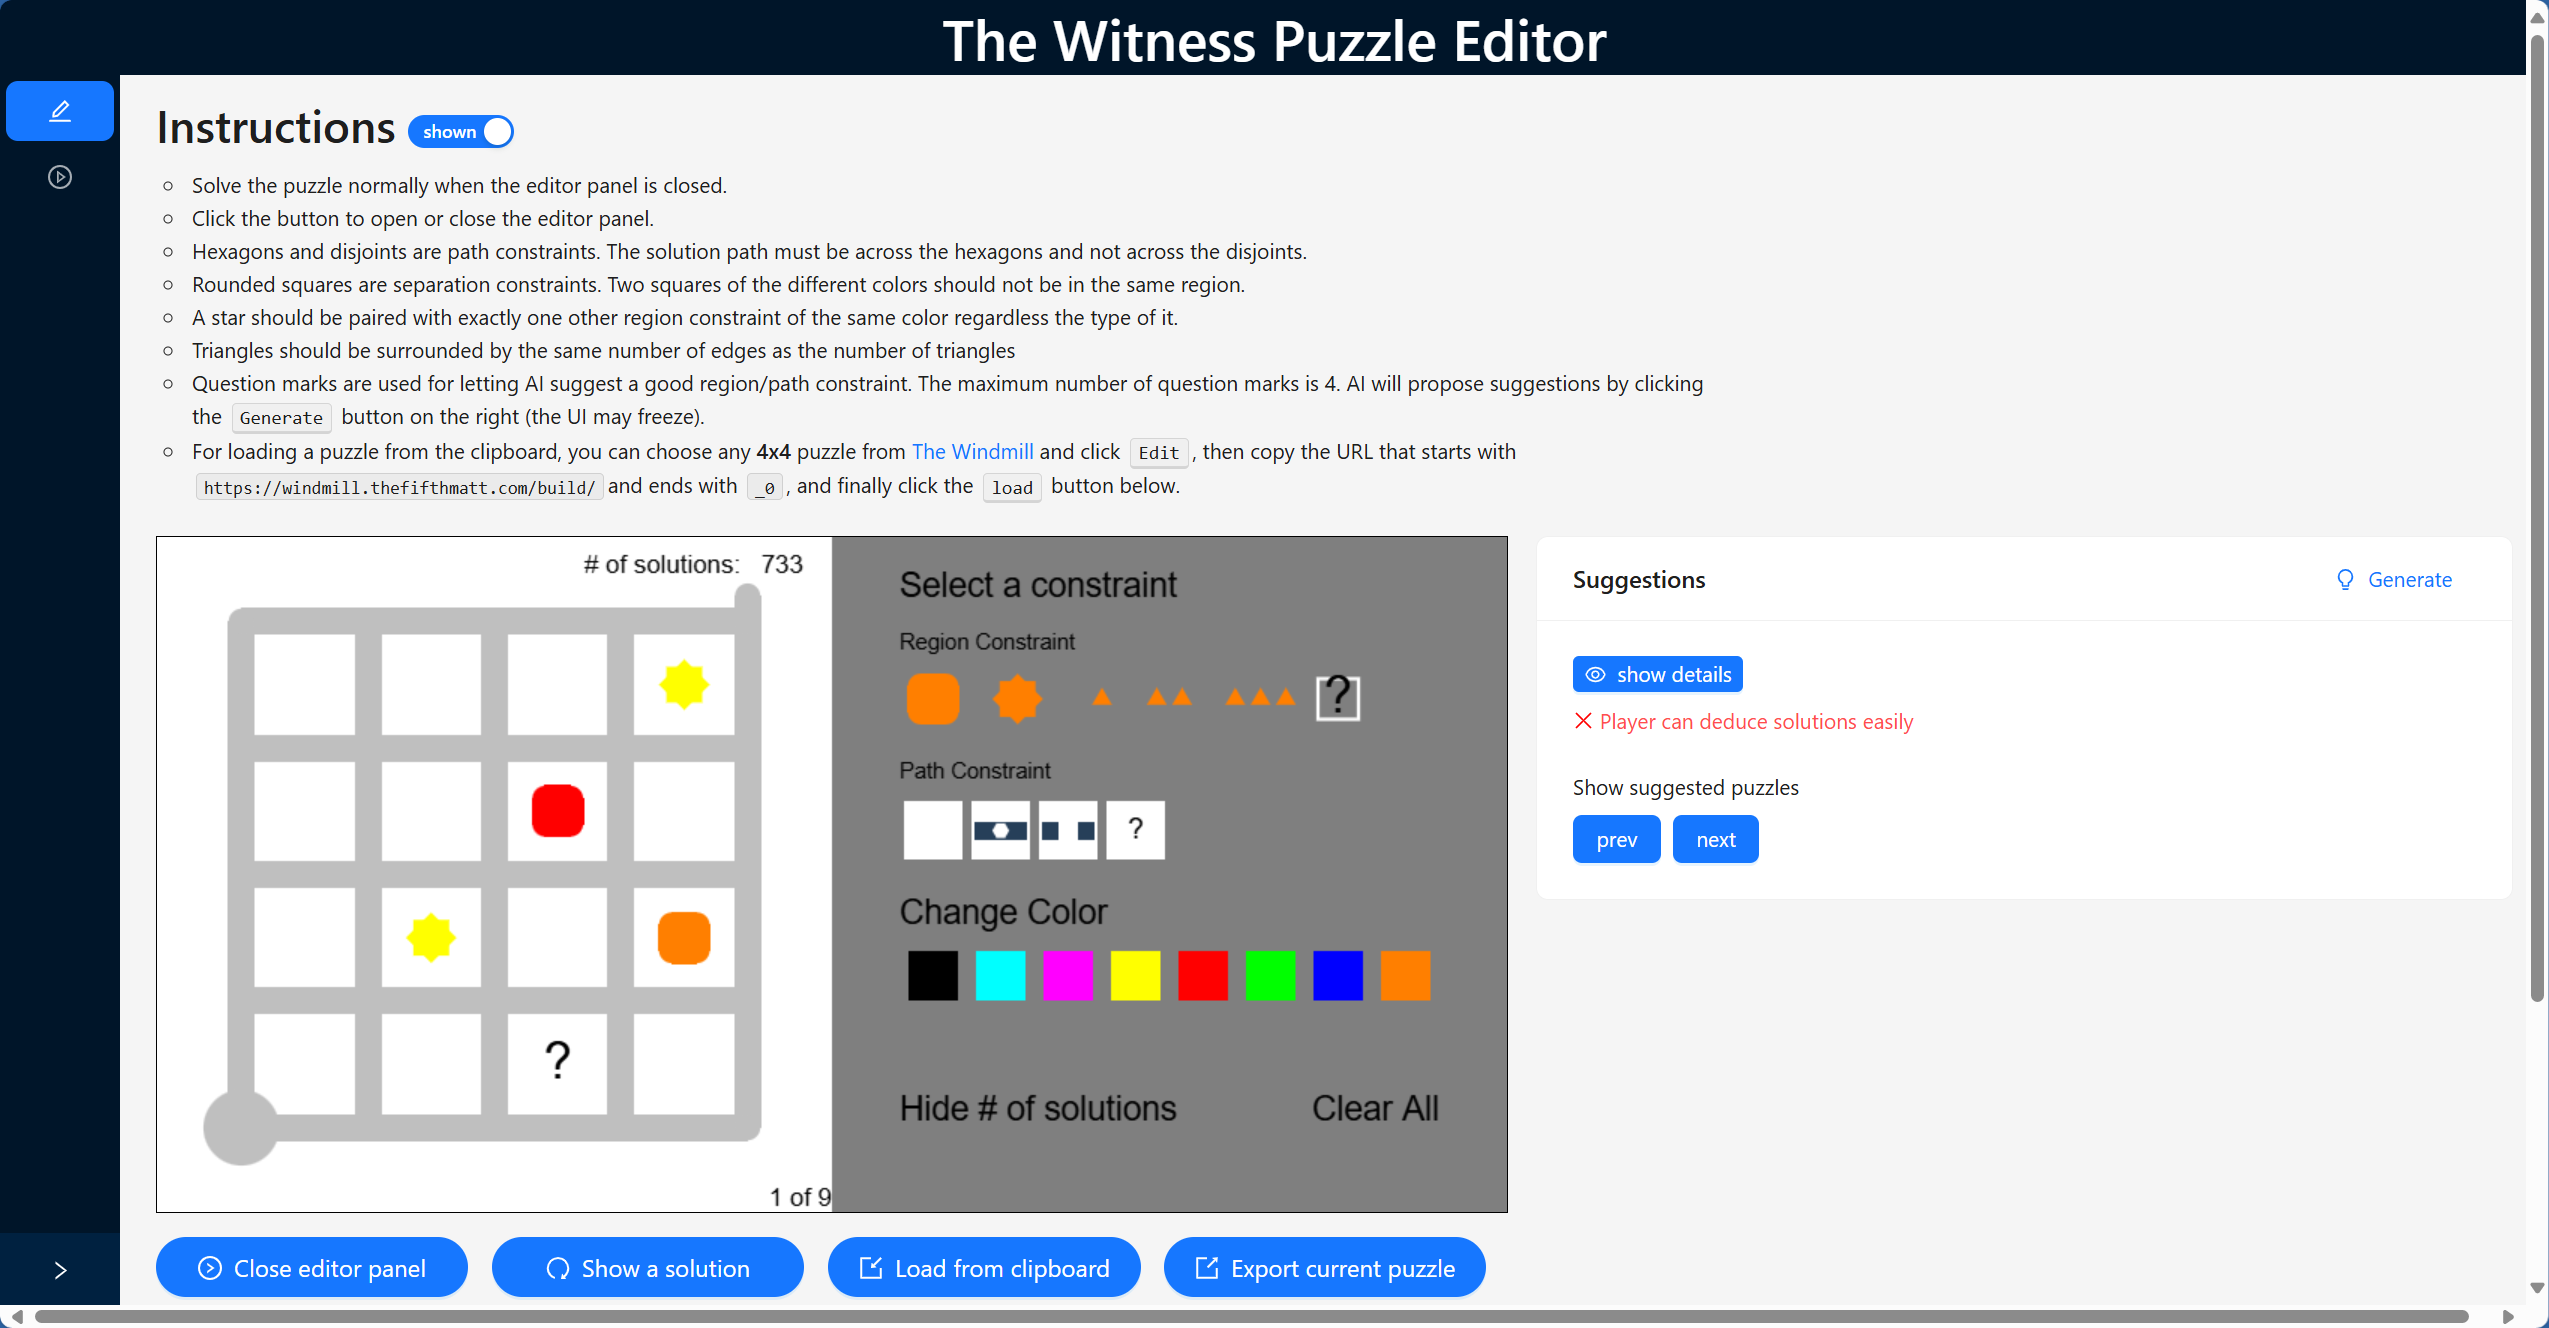 The Witness Puzzle Editor
Instructions shown
Solve the puzzle normally when the editor panel is closed.
Click the button to open or close the editor panel.
Hexagons and disjoints are path constraints. The solution path must be across the hexagons and not across the disjoints.
Rounded squares are separation constraints. Two squares of the different colors should not be in the same region.
A star should be paired with exactly one other region constraint of the same color regardless the type of it.
Triangles should be surrounded by the same number of edges as the number of triangles
Question marks are used for letting AI suggest a good region/path constraint. The maximum number of question marks is 4. AI will propose suggestions by clicking
the Generate button on the right (the UI may freeze).
For loading a puzzle from the clipboard, you can choose any 4x4 puzzle from The Windmill and click Edit , then copy the URL that starts with
https://windmill.thefifthmatt.com/build/ and ends with _0 , and finally click the load button below.
# of solutions: 733
?
1 of 9
Select a constraint
Region Constraint
?
Path Constraint
?
Change Color
Hide # of solutions Clear All
Suggestions Generate
show details
Player can deduce solutions easily
Show suggested puzzles
prev next
Close editor panel Show a solution Load from clipboard Export current puzzle